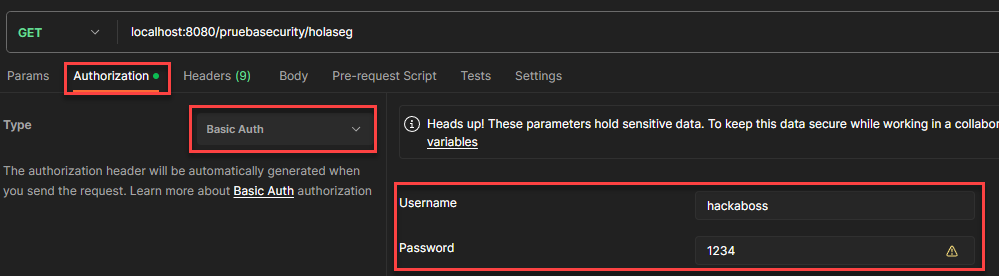 GET localhost:8080/pruebasecurity/holaseg
Params Authorization Headers (9) Body Pre-request Script Tests Settings
Type Basic Auth
The authorization header will be automatically generated when
you send the request. Learn more about Basic Auth authorization
Heads up! These parameters hold sensitive data. To keep this data secure while working in a collabor
variables
Username hackaboss
Password 1234